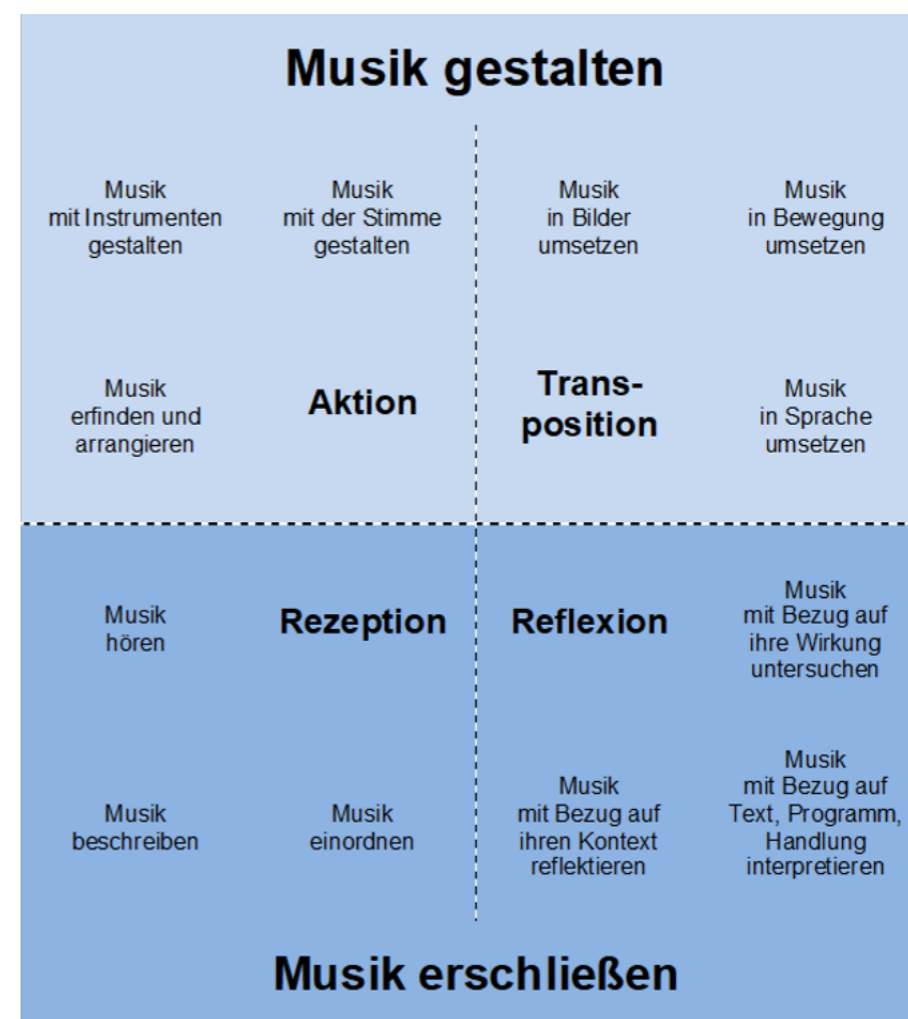 Musik gestalten
Musik
mit Instrumenten
gestalten
Musik
mit der Stimme
gestalten
Musik
in Bilder
umsetzen
Musik
in Bewegung
umsetzen
Musik
erfinden und
arrangieren
Aktion
Trans-
position
Musik
in Sprache
umsetzen
Musik
hören
Rezeption
Reflexion
Musik
mit Bezug auf
ihre Wirkung
untersuchen
Musik
beschreiben
Musik
einordnen
Musik
mit Bezug auf
ihren Kontext
reflektieren
Musik
mit Bezug auf
Text, Programm,
Handlung
interpretieren
Musik erschließen